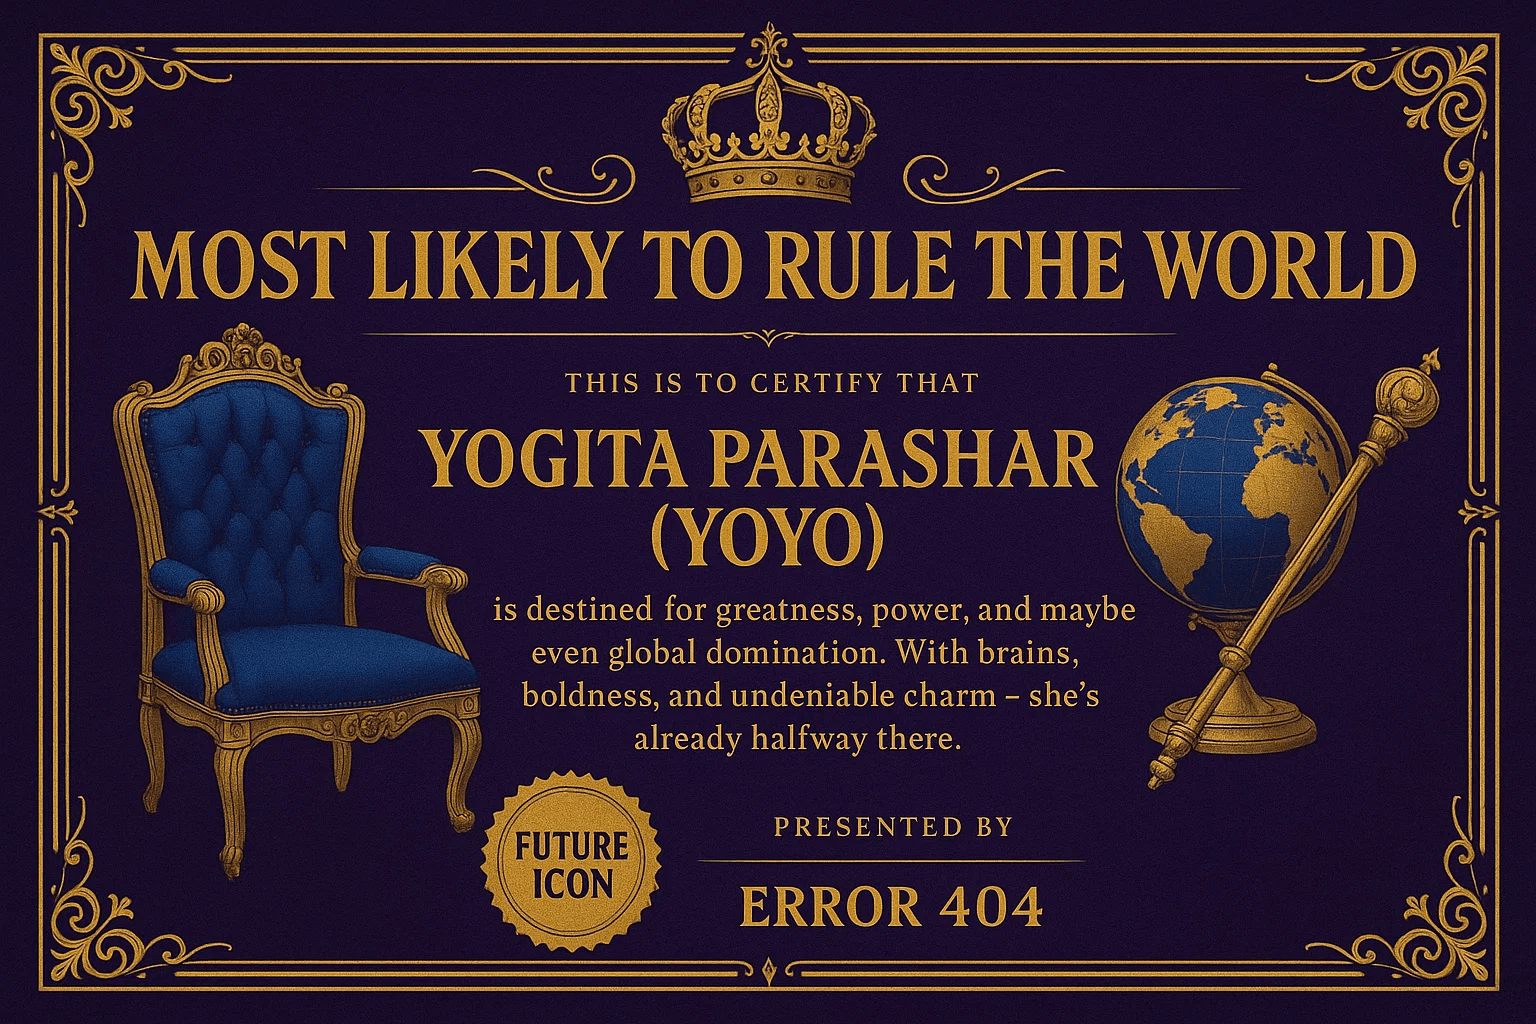 MOST LIKELY TO RULE THE WORLD
THIS IS TO CERTIFY THAT
YOGITA PARASHAR
(YOYO)
is destined for greatness, power, and maybe
even global domination. With brains,
boldness, and undeniable charm – she's
already halfway there.
FUTURE
ICON
PRESENTED BY
ERROR 404